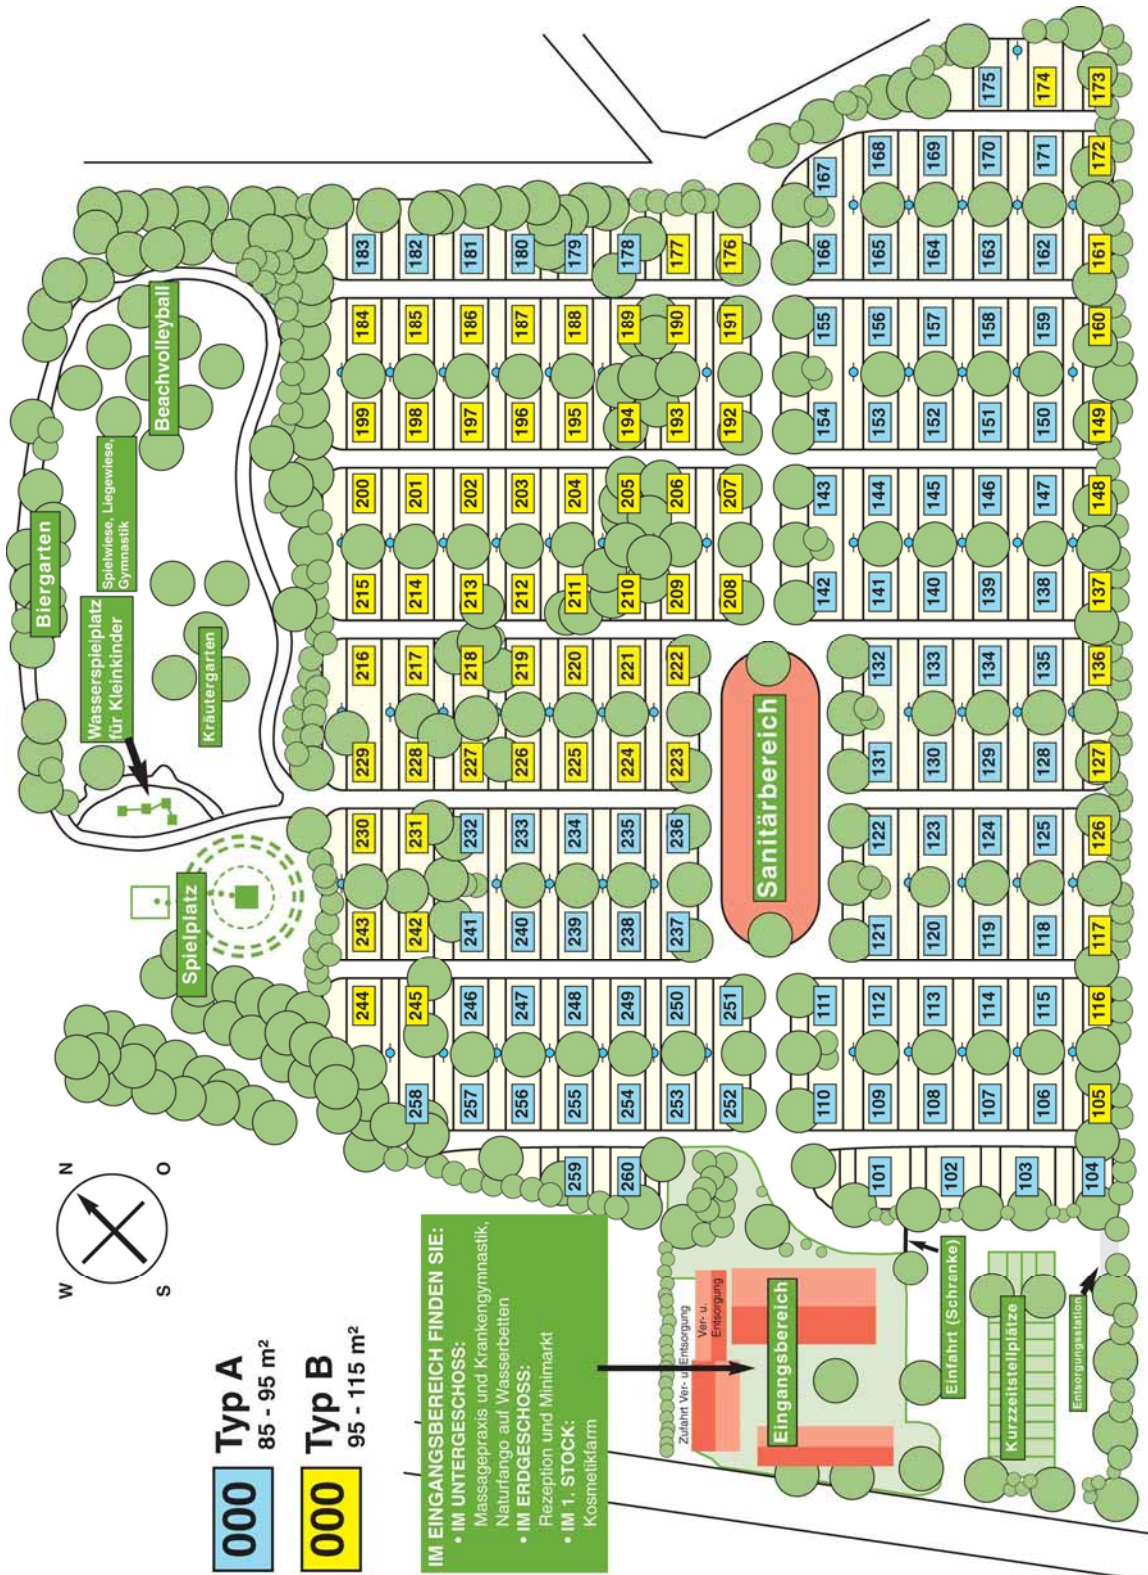 000 Typ A
85 - 95 m²
000 Typ B
95 - 115 m²
W
N
S
O
IM EINGANGSBEREICH FINDEN SIE:
• IM UNTERGESCHOSS:
Massagepraxis und Krankengymnastik,
Naturfango auf Wasserbetten
• IM ERDGESCHOSS:
Rezeption und Minimarkt
• IM 1. STOCK:
Kosmetikfarm
Spielplatz
Wasserspielplatz
für Kleinkinder
Biergarten
Kräutergarten
Spielwiese, Liegewiese,
Gymnastik
Beachvolleyball
Zufahrt Ver- u. Entsorgung
Ver- u.
Entsorgung
Eingangsbereich
Einfahrt (Schranke)
Kurzzeitstellplätze
Entsorgungsstation
Sanitärbereich
258 244 243 230 229 216 215 200 199 184 183
245 242 231 228 217 214 201 198 185 182
257 246 241 232 227 218 213 202 197 186 181
256 247 240 233 226 219 212 203 196 187 180
259 255 248 239 234 225 220 211 204 195 188 179
260 254 249 238 235 224 221 210 205 194 189 178
253 250 237 236 223 222 209 206 193 190 177
252 251 208 207 192 191 176
110 111 142 143 154 155 166 167
101 109 112 121 122 131 132 141 144 153 156 165 168
102 108 113 120 123 130 133 140 145 152 157 164 169
107 114 119 124 129 134 139 146 151 158 163 170 175
103 106 115 118 125 128 135 138 147 150 159 162 171 174
104 105 116 117 126 127 136 137 148 149 160 161 172 173